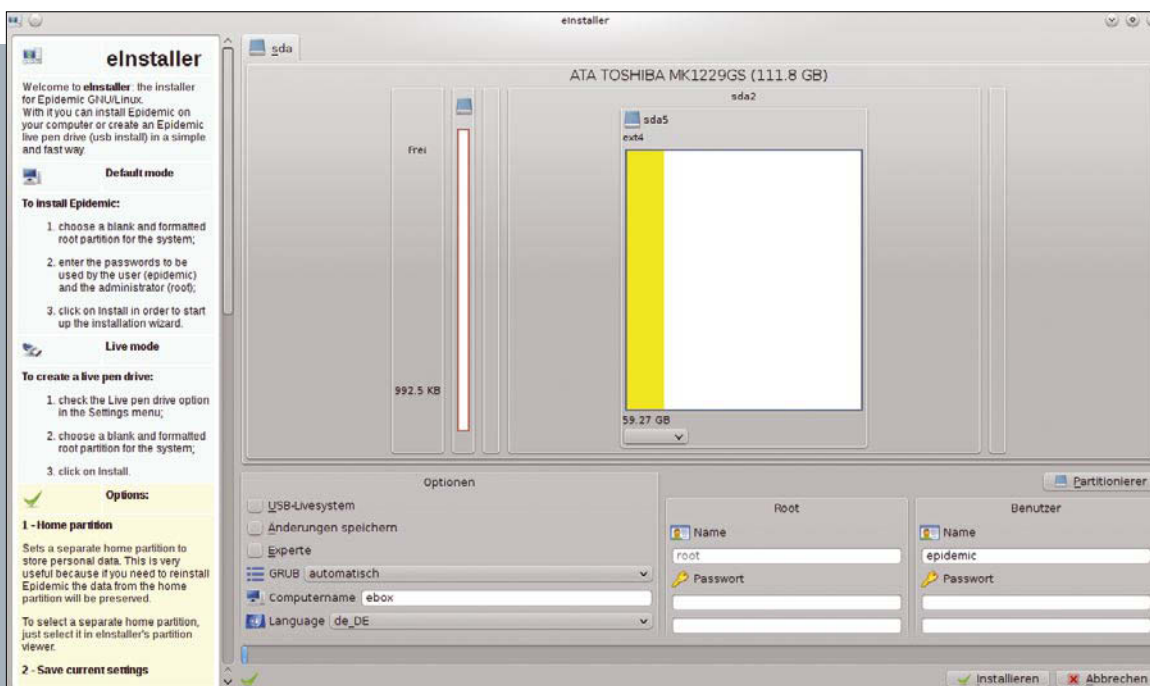 eInstaller
eInstaller
Welcome to eInstaller: the installer
for Epidemic GNU/Linux.
With it you can install Epidemic on
your computer or create an Epidemic
live pen drive (usb install) in a simple
and fast way.
Default mode
To install Epidemic:
1. choose a blank and formatted
root partition for the system;
2. enter the passwords to be
used by the user (epidemic)
and the administrator (root);
3. click on Install in order to start
up the installation wizard.
Live mode
To create a live pen drive:
1. check the Live pen drive option
in the Settings menu;
2. choose a blank and formatted
root partition for the system;
3. click on Install.
Options:
1 - Home partition
Sets a separate home partition to
store personal data. This is very
useful because if you need to reinstall
Epidemic the data from the home
partition will be preserved.
To select a separate home partition,
just select it in eInstaller's partition
viewer.
2 - Save current settings
sda
ATA TOSHIBA MK1229GS (111.8 GB)
sda2
sda5
ext4
Frei
992.5 KB
59.27 GB
Optionen
USB-Livesystem
Änderungen speichern
Experte
GRUB automatisch
Computername ebox
Language de_DE
Partitionierer
Root
Name
root
Passwort
Benutzer
Name
epidemic
Passwort
Installieren
Abbrechen